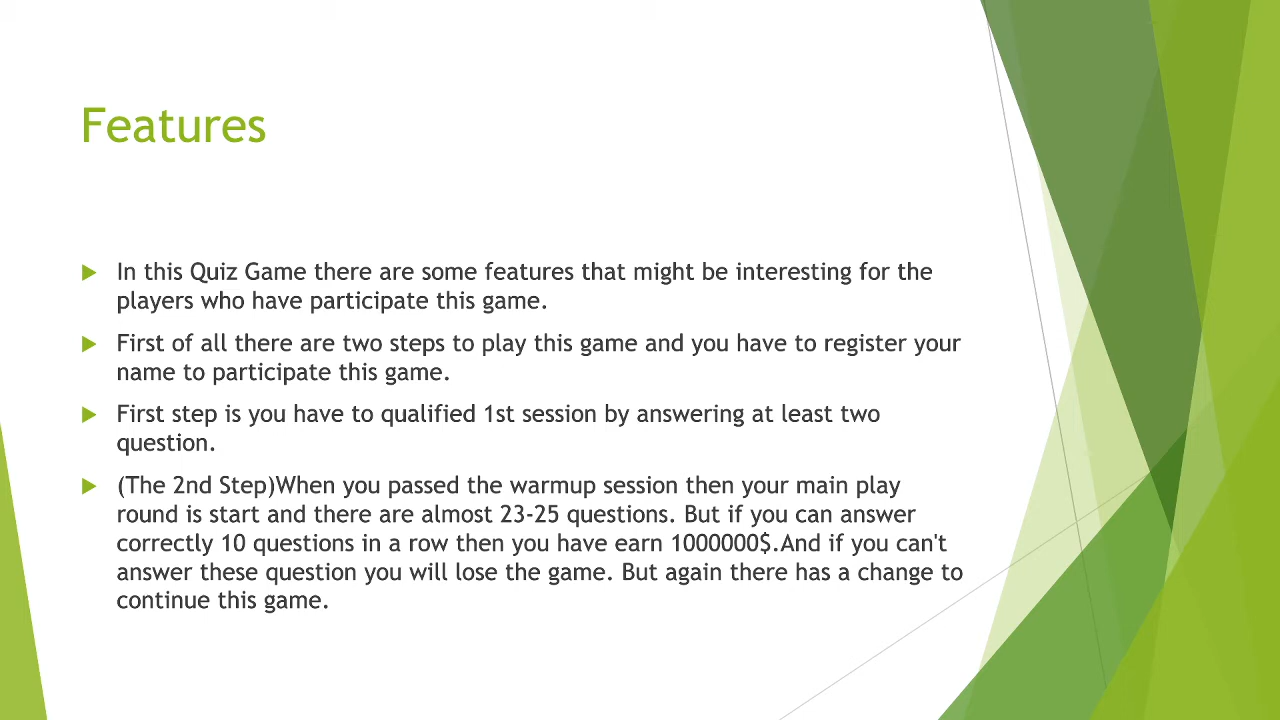 Features
In this Quiz Game there are some features that might be interesting for the
players who have participate this game.
First of all there are two steps to play this game and you have to register your
name to participate this game.
First step is you have to qualified 1st session by answering at least two
question.
(The 2nd Step)When you passed the warmup session then your main play
round is start and there are almost 23-25 questions. But if you can answer
correctly 10 questions in a row then you have earn 1000000$.And if you can't
answer these question you will lose the game. But again there has a change to
continue this game.